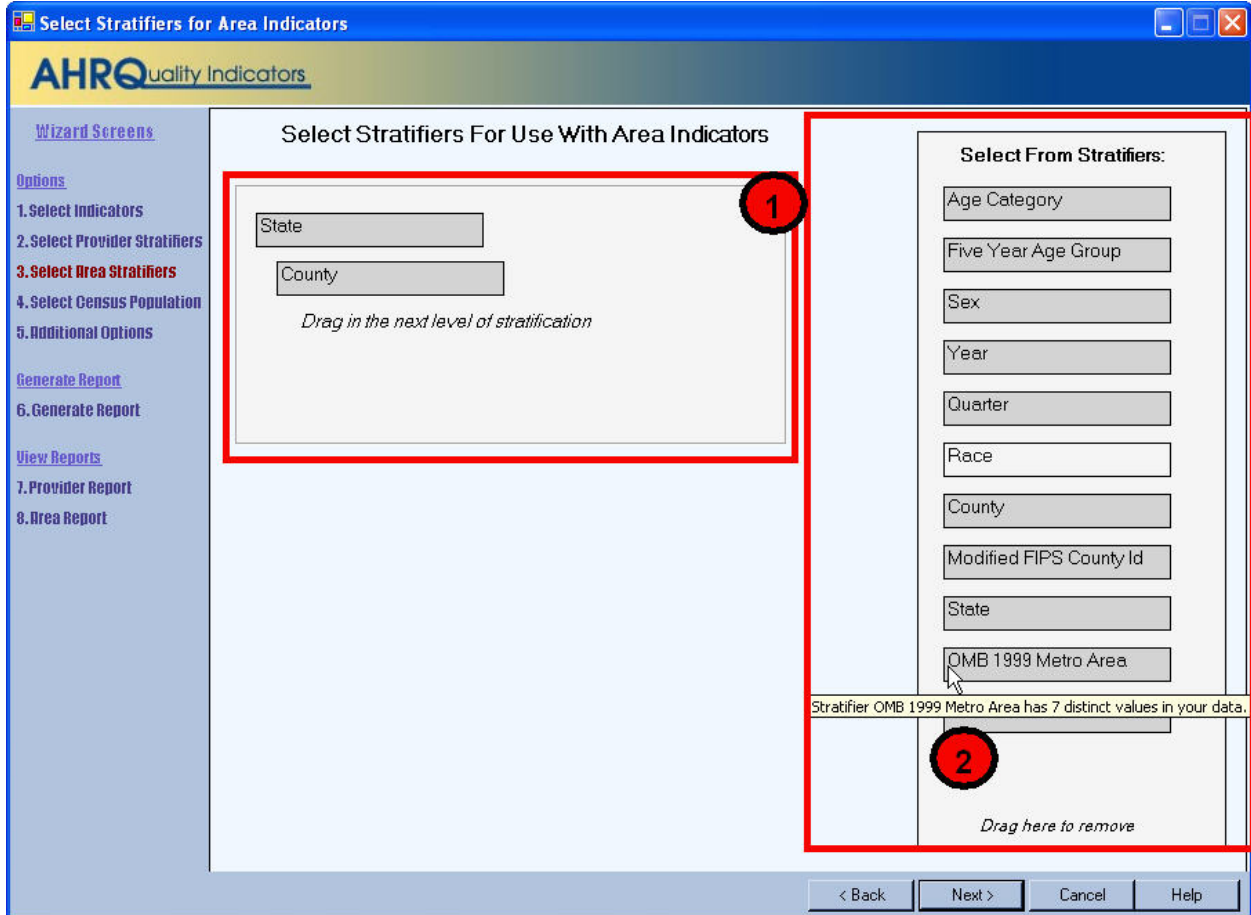 Select Stratifiers for Area Indicators
AHRQuality Indicators
Wizard Screens
Options
1.Select Indicators
2.Select Provider Stratifiers
3.Select Area Stratifiers
4.Select Census Population
5.Additional Options
Generate Report
6.Generate Report
View Reports
7.Provider Report
8.Area Report
Select Stratifiers For Use With Area Indicators
1
State
County
Drag in the next level of stratification
Select From Stratifiers:
Age Category
Five Year Age Group
Sex
Year
Quarter
Race
County
Modified FIPS County Id
State
OMB 1999 Metro Area
Stratifier OMB 1999 Metro Area has 7 distinct values in your data.
2
Drag here to remove
< Back
Next >
Cancel
Help